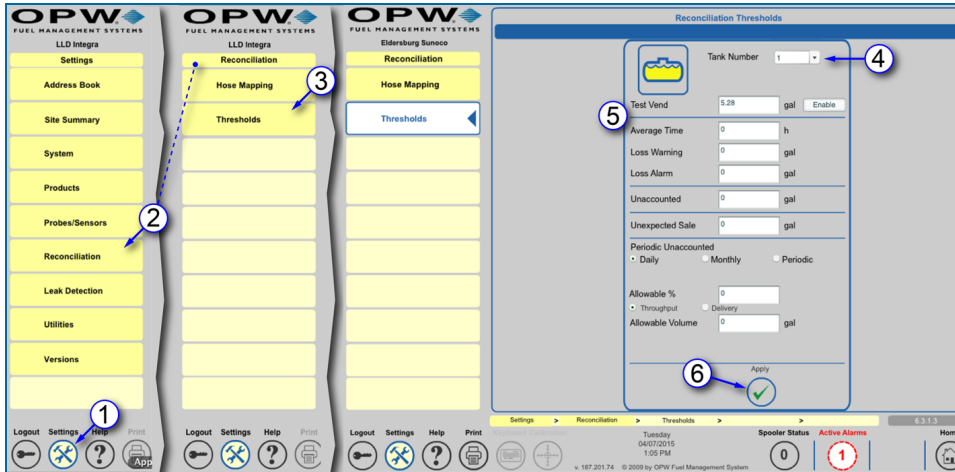 OPW
FUEL MANAGEMENT SYSTEMS
LLD Integra
Settings
Address Book
Site Summary
System
Products
Probes/Sensors
2
Reconciliation
Leak Detection
Utilities
Versions
1
Logout Settings Help Print
App
OPW
FUEL MANAGEMENT SYSTEMS
LLD Integra
Reconciliation
Hose Mapping
3
Thresholds
Logout Settings Help Print
OPW
FUEL MANAGEMENT SYSTEMS
Eldersburg Sunoco
Reconciliation
Hose Mapping
Thresholds
Logout Settings Help Print
Reconciliation Thresholds
Tank Number 1 4
5
Test Vend 5.28 gal Enable
Average Time 0 h
Loss Warning 0 gal
Loss Alarm 0 gal
Unaccounted 0 gal
Unexpected Sale 0 gal
Periodic Unaccounted
Daily Monthly Periodic
Allowable % 0
Throughput Delivery
Allowable Volume 0 gal
Apply
6
Settings > Reconciliation > Thresholds > > 6.3.1.3
Keyboard Calibration
Tuesday
04/07/2015
1:05 PM
Spooler Status
0
Active Alarms
1
Hom
v. 167.201.74 © 2009 by OPW Fuel Management System